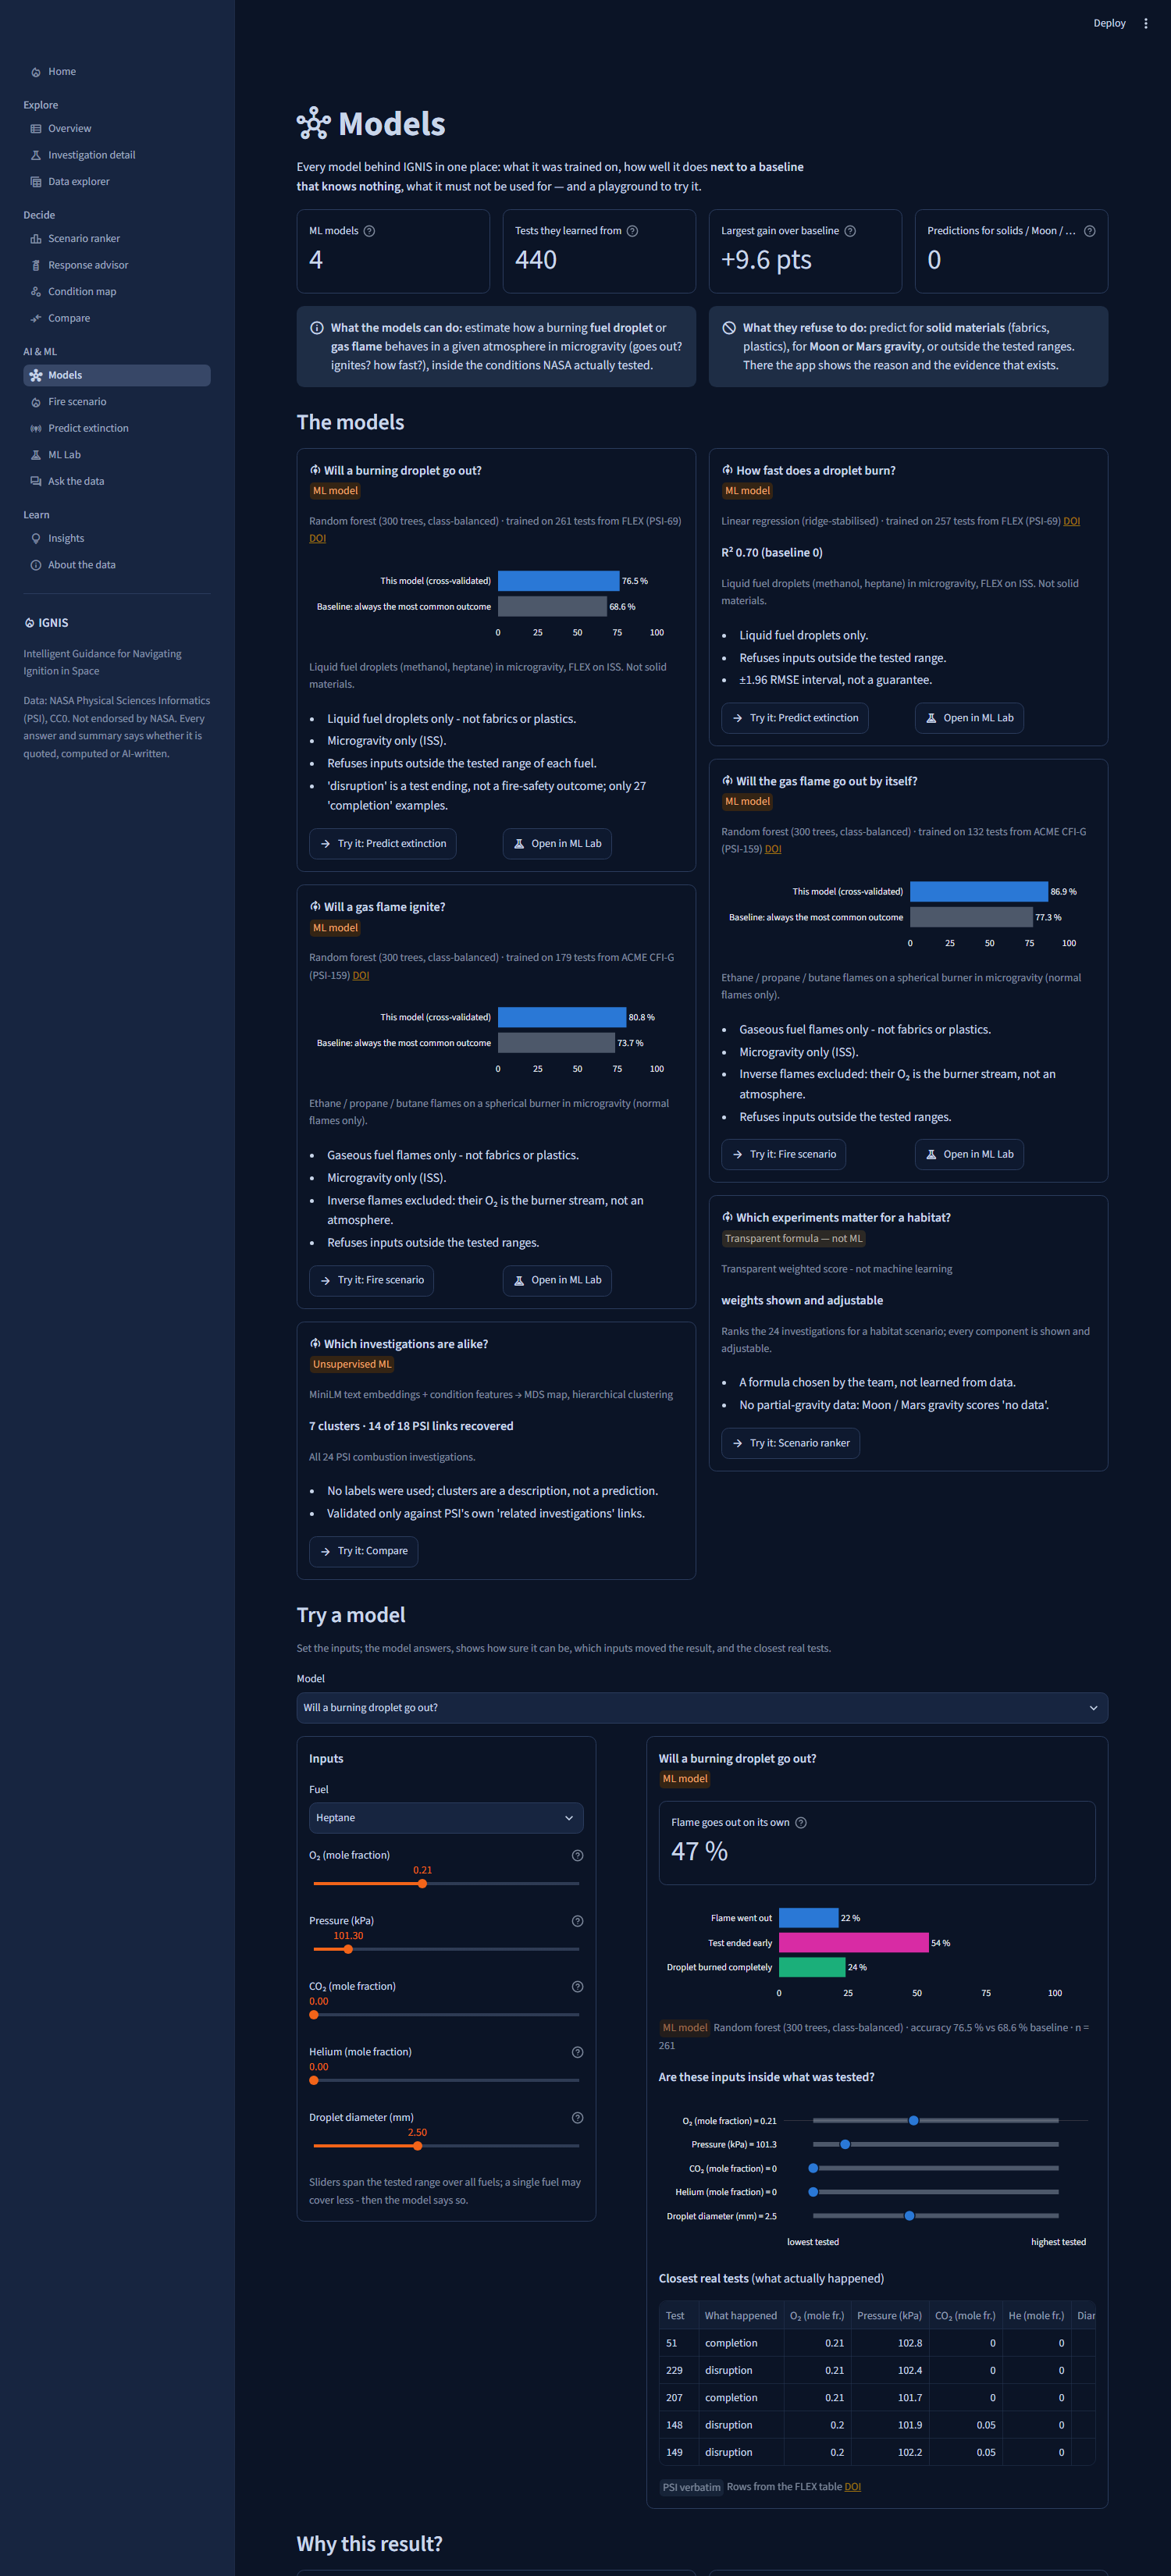 Deploy
Home
Explore
Overview
Investigation detail
Data explorer
Decide
Scenario ranker
Response advisor
Condition map
Compare
AI & ML
Models
Fire scenario
Predict extinction
ML Lab
Ask the data
Learn
Insights
About the data
IGNIS
Intelligent Guidance for Navigating
Ignition in Space
Data: NASA Physical Sciences Informatics
(PSI), CC0. Not endorsed by NASA. Every
answer and summary says whether it is
quoted, computed or AI-written.
Models
Every model behind IGNIS in one place: what it was trained on, how well it does next to a baseline
that knows nothing, what it must not be used for — and a playground to try it.
ML models
4
Tests they learned from
440
Largest gain over baseline
+9.6 pts
Predictions for solids / Moon / ...
0
What the models can do: estimate how a burning fuel droplet or
gas flame behaves in a given atmosphere in microgravity (goes out?
ignites? how fast?), inside the conditions NASA actually tested.
What they refuse to do: predict for solid materials (fabrics,
plastics), for Moon or Mars gravity, or outside the tested ranges.
There the app shows the reason and the evidence that exists.
The models
Will a burning droplet go out?
ML model
Random forest (300 trees, class-balanced) · trained on 261 tests from FLEX (PSI-69)
DOI
This model (cross-validated)
76.5 %
Baseline: always the most common outcome
68.6 %
0 25 50 75 100
Liquid fuel droplets (methanol, heptane) in microgravity, FLEX on ISS. Not solid
materials.
• Liquid fuel droplets only - not fabrics or plastics.
• Microgravity only (ISS).
• Refuses inputs outside the tested range of each fuel.
• 'disruption' is a test ending, not a fire-safety outcome; only 27
'completion' examples.
Try it: Predict extinction
Open in ML Lab
Will a gas flame ignite?
ML model
Random forest (300 trees, class-balanced) · trained on 179 tests from ACME CFI-G
(PSI-159) DOI
This model (cross-validated)
80.8 %
Baseline: always the most common outcome
73.7 %
0 25 50 75 100
Ethane / propane / butane flames on a spherical burner in microgravity (normal
flames only).
• Gaseous fuel flames only - not fabrics or plastics.
• Microgravity only (ISS).
• Inverse flames excluded: their O₂ is the burner stream, not an
atmosphere.
• Refuses inputs outside the tested ranges.
Try it: Fire scenario
Open in ML Lab
Which investigations are alike?
Unsupervised ML
MiniLM text embeddings + condition features → MDS map, hierarchical clustering
7 clusters · 14 of 18 PSI links recovered
All 24 PSI combustion investigations.
• No labels were used; clusters are a description, not a prediction.
• Validated only against PSI's own 'related investigations' links.
Try it: Compare
How fast does a droplet burn?
ML model
Linear regression (ridge-stabilised) · trained on 257 tests from FLEX (PSI-69) DOI
R² 0.70 (baseline 0)
Liquid fuel droplets (methanol, heptane) in microgravity, FLEX on ISS. Not solid
materials.
• Liquid fuel droplets only.
• Refuses inputs outside the tested range.
• ±1.96 RMSE interval, not a guarantee.
Try it: Predict extinction
Open in ML Lab
Will the gas flame go out by itself?
ML model
Random forest (300 trees, class-balanced) · trained on 132 tests from ACME CFI-G
(PSI-159) DOI
This model (cross-validated)
86.9 %
Baseline: always the most common outcome
77.3 %
0 25 50 75 100
Ethane / propane / butane flames on a spherical burner in microgravity (normal
flames only).
• Gaseous fuel flames only - not fabrics or plastics.
• Microgravity only (ISS).
• Inverse flames excluded: their O₂ is the burner stream, not an
atmosphere.
• Refuses inputs outside the tested ranges.
Try it: Fire scenario
Open in ML Lab
Which experiments matter for a habitat?
Transparent formula — not ML
Transparent weighted score - not machine learning
weights shown and adjustable
Ranks the 24 investigations for a habitat scenario; every component is shown and
adjustable.
• A formula chosen by the team, not learned from data.
• No partial-gravity data: Moon / Mars gravity scores 'no data'.
Try it: Scenario ranker
Try a model
Set the inputs; the model answers, shows how sure it can be, which inputs moved the result, and the closest real tests.
Model
Will a burning droplet go out?
Inputs
Fuel
Heptane
O₂ (mole fraction)
0.21
Pressure (kPa)
101.30
CO₂ (mole fraction)
0.00
Helium (mole fraction)
0.00
Droplet diameter (mm)
2.50
Sliders span the tested range over all fuels; a single fuel may
cover less - then the model says so.
Will a burning droplet go out?
ML model
Flame goes out on its own
47 %
Flame went out
22 %
Test ended early
54 %
Droplet burned completely
24 %
0 25 50 75 100
ML model Random forest (300 trees, class-balanced) · accuracy 76.5 % vs 68.6 % baseline · n =
261
Are these inputs inside what was tested?
O₂ (mole fraction) = 0.21
Pressure (kPa) = 101.3
CO₂ (mole fraction) = 0
Helium (mole fraction) = 0
Droplet diameter (mm) = 2.5
lowest tested highest tested
Closest real tests (what actually happened)
Test What happened O₂ (mole fr.) Pressure (kPa) CO₂ (mole fr.) He (mole fr.) Diar
51 completion 0.21 102.8 0 0
229 disruption 0.21 102.4 0 0
207 completion 0.21 101.7 0 0
148 disruption 0.2 101.9 0.05 0
149 disruption 0.2 102.2 0.05 0
PSI verbatim Rows from the FLEX table DOI
Why this result?